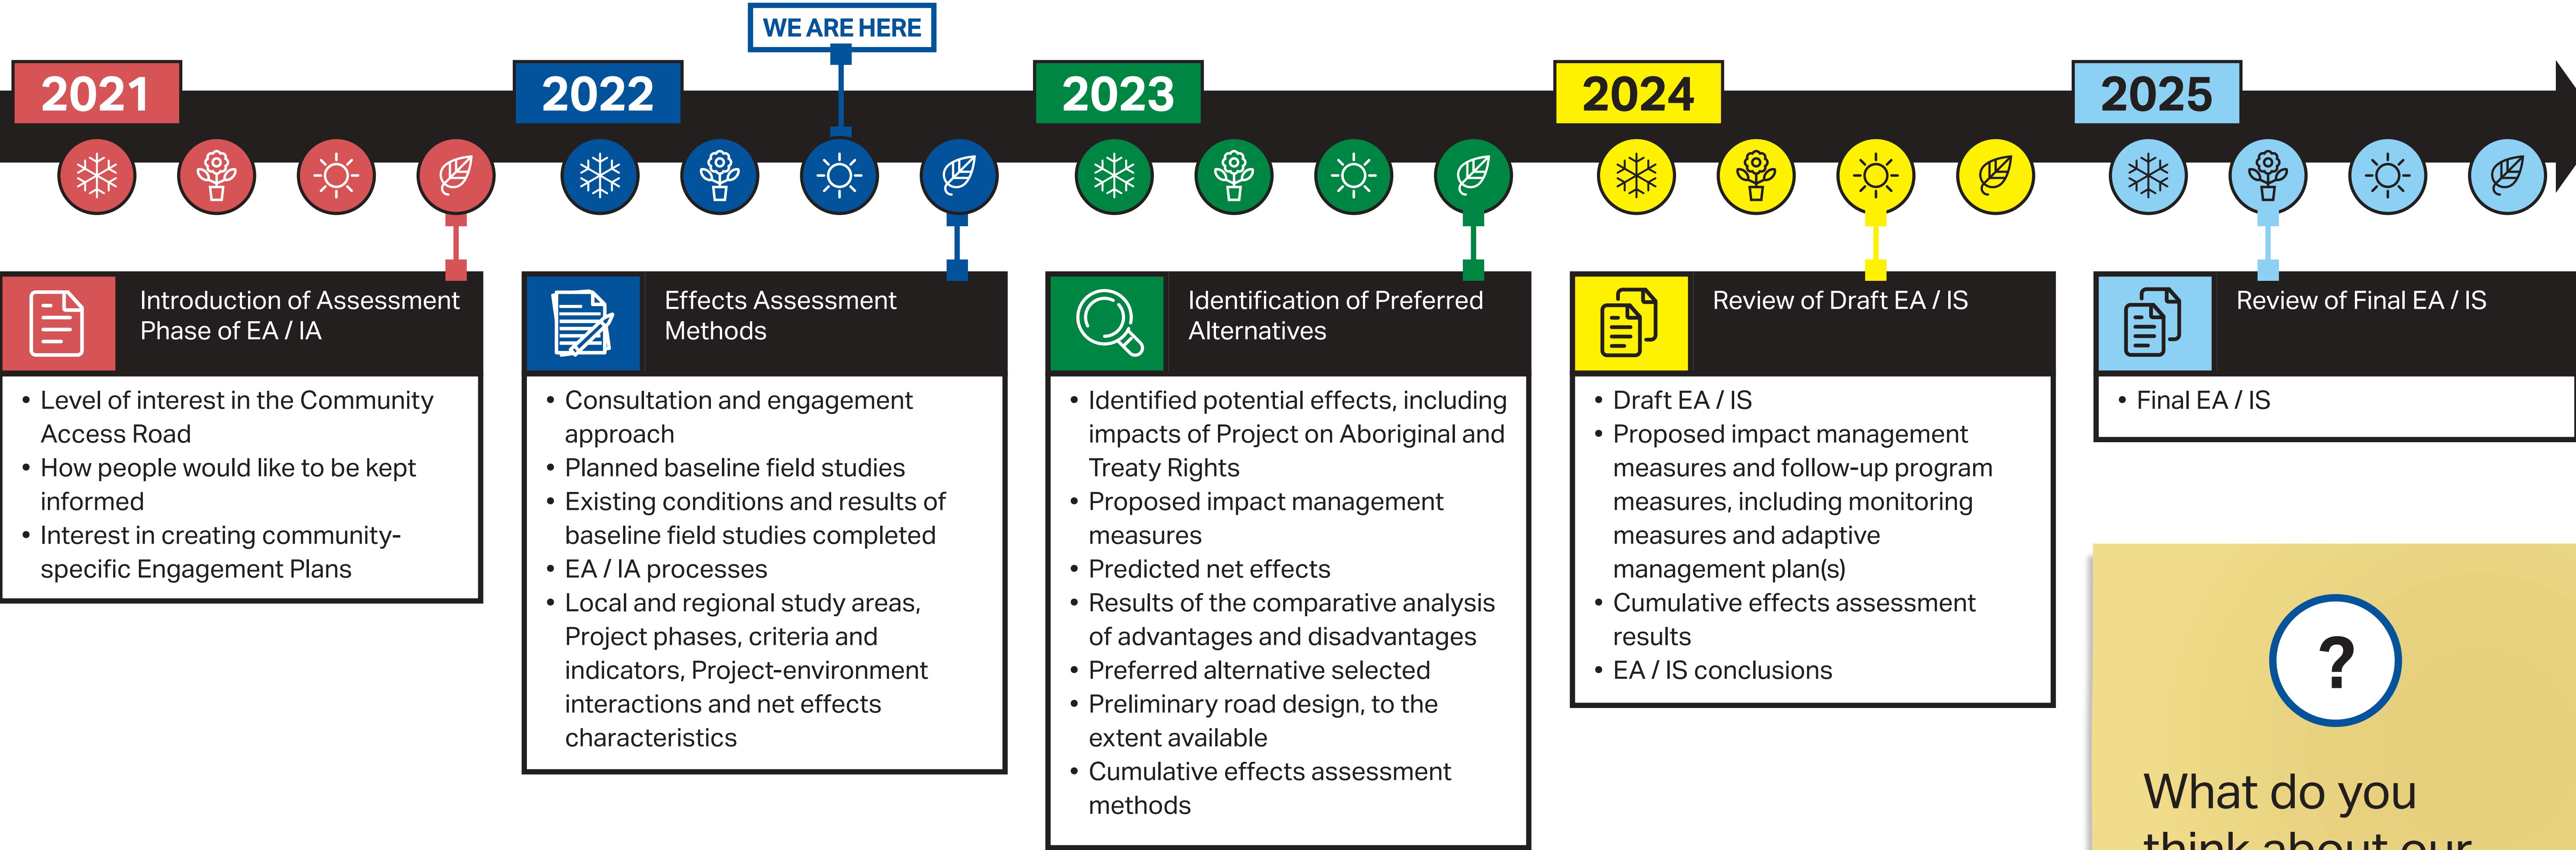 WE ARE HERE
2021
2022
2023
2024
2025
Introduction of Assessment
Phase of EA / IA
• Level of interest in the Community
Access Road
• How people would like to be kept
informed
• Interest in creating community-
specific Engagement Plans
Effects Assessment
Methods
• Consultation and engagement
approach
• Planned baseline field studies
• Existing conditions and results of
baseline field studies completed
• EA / IA processes
• Local and regional study areas,
Project phases, criteria and
indicators, Project-environment
interactions and net effects
characteristics
Identification of Preferred
Alternatives
• Identified potential effects, including
impacts of Project on Aboriginal and
Treaty Rights
• Proposed impact management
measures
• Predicted net effects
• Results of the comparative analysis
of advantages and disadvantages
• Preferred alternative selected
• Preliminary road design, to the
extent available
• Cumulative effects assessment
methods
Review of Draft EA / IS
• Draft EA / IS
• Proposed impact management
measures and follow-up program
measures, including monitoring
measures and adaptive
management plan(s)
• Cumulative effects assessment
results
• EA / IS conclusions
Review of Final EA / IS
• Final EA / IS
?
What do you
think about our